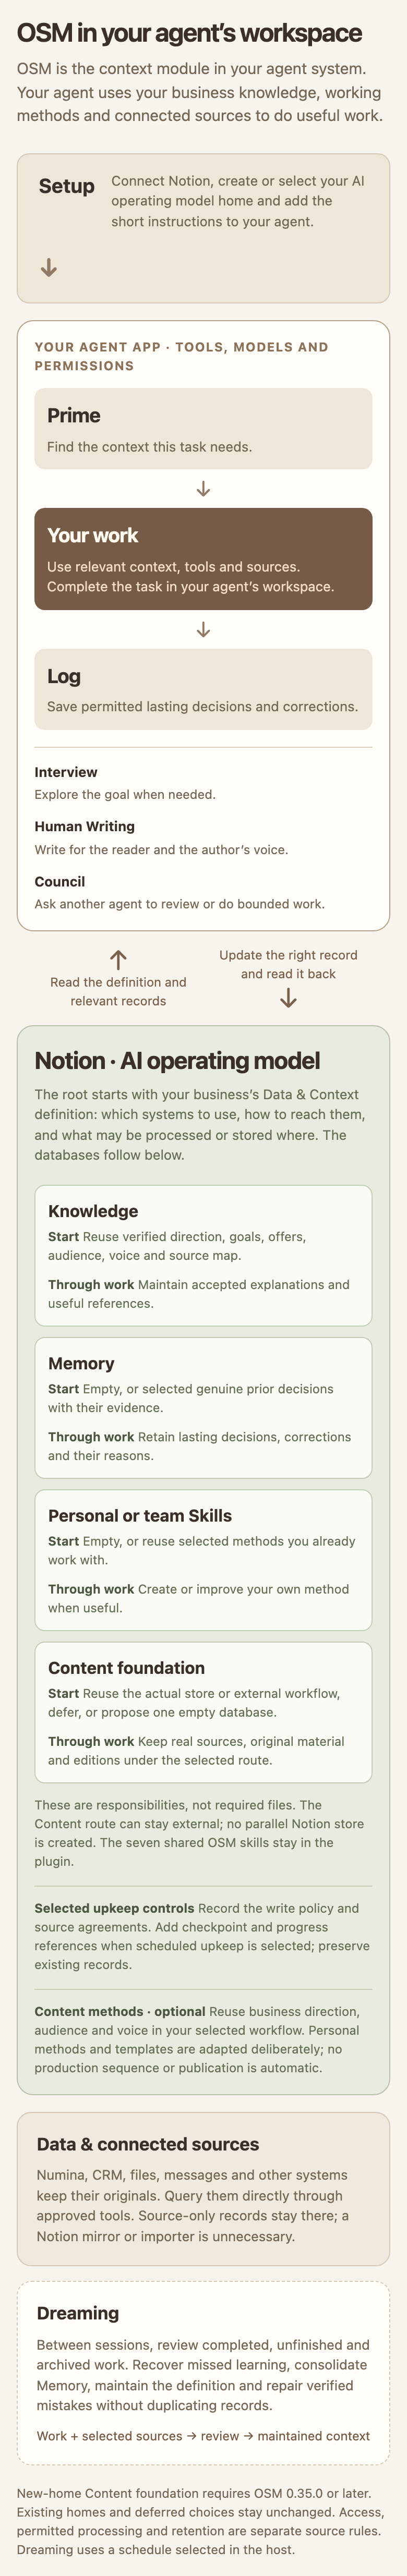 OSM in your agent’s workspace
OSM is the context module in your agent system.
Your agent uses your business knowledge, working
methods and connected sources to do useful work.
Setup
Connect Notion, create or select your AI
operating model home and add the
short instructions to your agent.
↓
YOUR AGENT APP · TOOLS, MODELS AND
PERMISSIONS
Prime
Find the context this task needs.
↓
Your work
Use relevant context, tools and sources.
Complete the task in your agent’s workspace.
↓
Log
Save permitted lasting decisions and corrections.
Interview
Explore the goal when needed.
Human Writing
Write for the reader and the author’s voice.
Council
Ask another agent to review or do bounded work.
↑
Read the definition and
relevant records
Update the right record
and read it back
↓
Notion · AI operating model
The root starts with your business’s Data & Context
definition: which systems to use, how to reach them,
and what may be processed or stored where. The
databases follow below.
Knowledge
Start Reuse verified direction, goals, offers,
audience, voice and source map.
Through work Maintain accepted explanations and
useful references.
Memory
Start Empty, or selected genuine prior decisions
with their evidence.
Through work Retain lasting decisions, corrections
and their reasons.
Personal or team Skills
Start Empty, or reuse selected methods you already
work with.
Through work Create or improve your own method
when useful.
Content foundation
Start Reuse the actual store or external workflow,
defer, or propose one empty database.
Through work Keep real sources, original material
and editions under the selected route.
These are responsibilities, not required files. The
Content route can stay external; no parallel Notion store
is created. The seven shared OSM skills stay in the
plugin.
Selected upkeep controls Record the write policy and
source agreements. Add checkpoint and progress
references when scheduled upkeep is selected; preserve
existing records.
Content methods · optional Reuse business direction,
audience and voice in your selected workflow. Personal
methods and templates are adapted deliberately; no
production sequence or publication is automatic.
Data & connected sources
Numina, CRM, files, messages and other systems
keep their originals. Query them directly through
approved tools. Source-only records stay there; a
Notion mirror or importer is unnecessary.
Dreaming
Between sessions, review completed, unfinished and
archived work. Recover missed learning, consolidate
Memory, maintain the definition and repair verified
mistakes without duplicating records.
Work + selected sources → review → maintained context
New-home Content foundation requires OSM 0.35.0 or later.
Existing homes and deferred choices stay unchanged. Access,
permitted processing and retention are separate source rules.
Dreaming uses a schedule selected in the host.